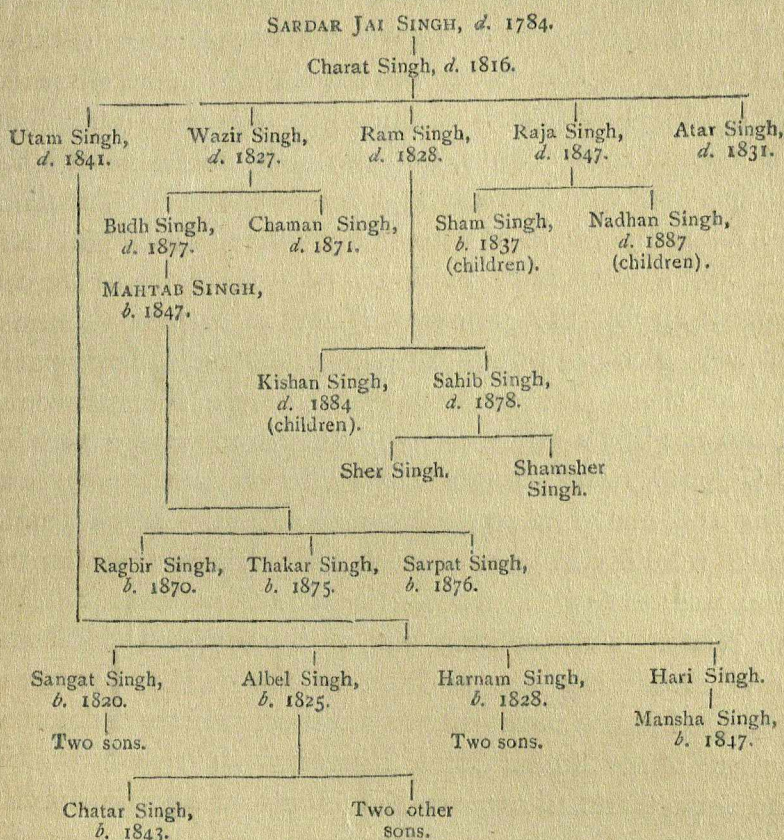 SARDAR JAI SINGH, d. 1784.
Charat Singh, d. 1816.
Utam Singh,
d. 1841.
Wazir Singh,
d. 1827.
Ram Singh,
d. 1828.
Raja Singh,
d. 1847.
Atar Singh,
d. 1831.
Budh Singh,
d. 1877.
Chaman Singh,
d. 1871.
Sham Singh,
b. 1837
(children).
Nadhan Singh,
d. 1887
(children).
MAHTAB SINGH,
b. 1847.
Kishan Singh,
d. 1884
(children).
Sahib Singh,
d. 1878.
Sher Singh.
Shamsher
Singh.
Ragbir Singh,
b. 1870.
Thakar Singh,
b. 1875.
Sarpat Singh,
b. 1876.
Sangat Singh,
b. 1820.
Two sons.
Albel Singh,
b. 1825.
Harnam Singh,
b. 1828.
Two sons.
Hari Singh.
Mansha Singh,
b. 1847.
Chatar Singh,
b. 1843.
Two other
sons.